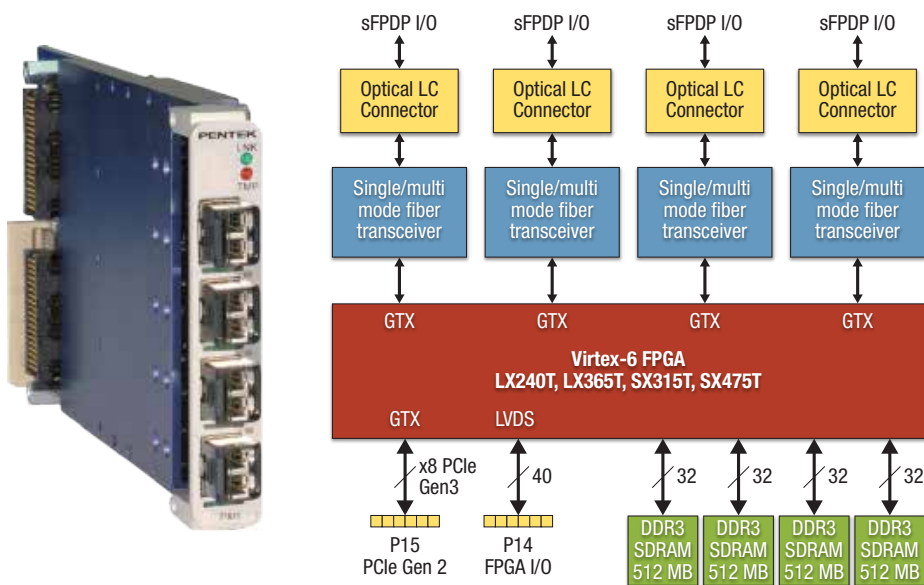 PENTEK
LNK
TMP
sFPDP I/O
sFPDP I/O
sFPDP I/O
sFPDP I/O
Optical LC
Connector
Optical LC
Connector
Optical LC
Connector
Optical LC
Connector
Single/multi
mode fiber
transceiver
Single/multi
mode fiber
transceiver
Single/multi
mode fiber
transceiver
Single/multi
mode fiber
transceiver
GTX
GTX
GTX
GTX
Virtex-6 FPGA
LX240T, LX365T, SX315T, SX475T
GTX
LVDS
x8 PCIe
Gen3
40
32
32
32
32
P15
PCIe Gen 2
P14
FPGA I/O
DDR3
SDRAM
512 MB
DDR3
SDRAM
512 MB
DDR3
SDRAM
512 MB
DDR3
SDRAM
512 MB